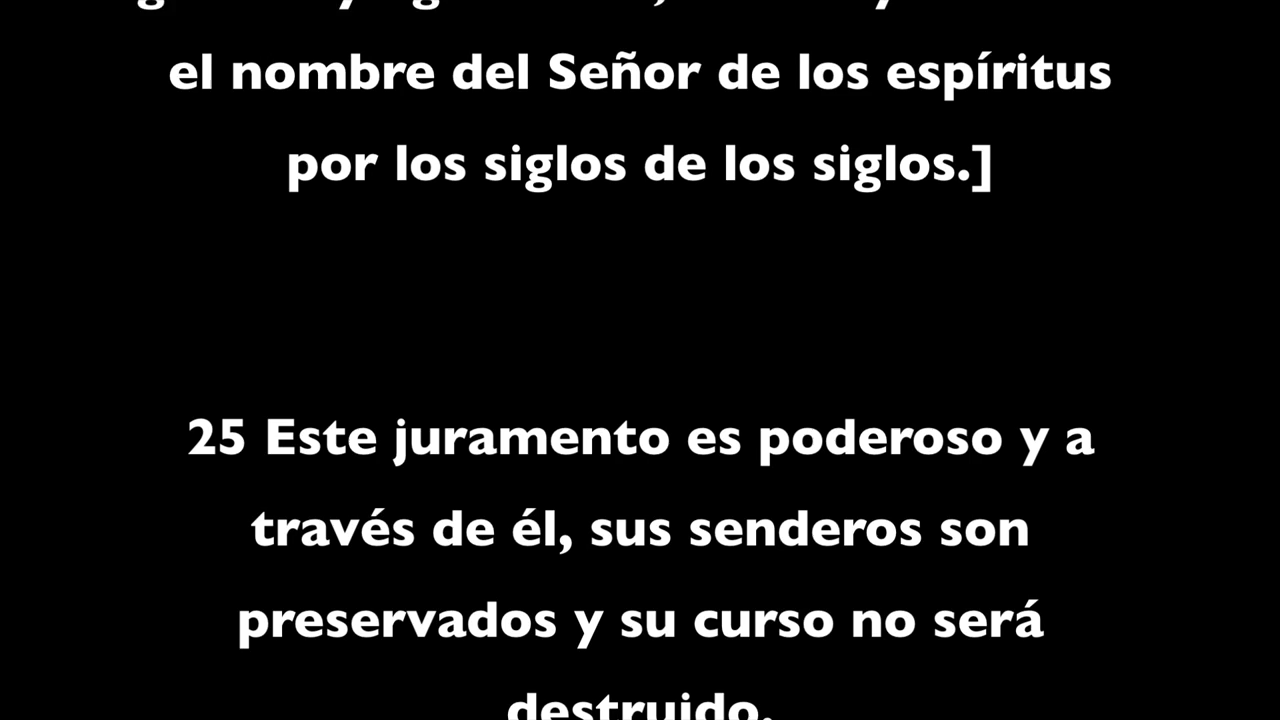 el nombre del Señor de los espíritus
por los siglos de los siglos.]
25 Este juramento es poderoso y a
través de él, sus senderos son
preservados y su curso no será
destruido.